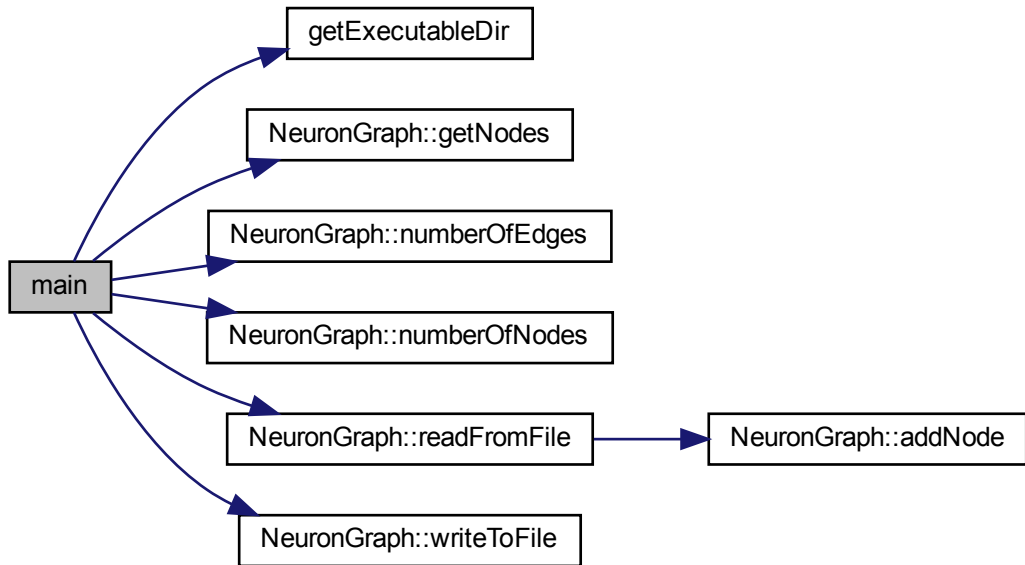 getExecutableDir
NeuronGraph::getNodes
NeuronGraph::numberOfEdges
main
NeuronGraph::numberOfNodes
NeuronGraph::readFromFile
NeuronGraph::addNode
NeuronGraph::writeToFile